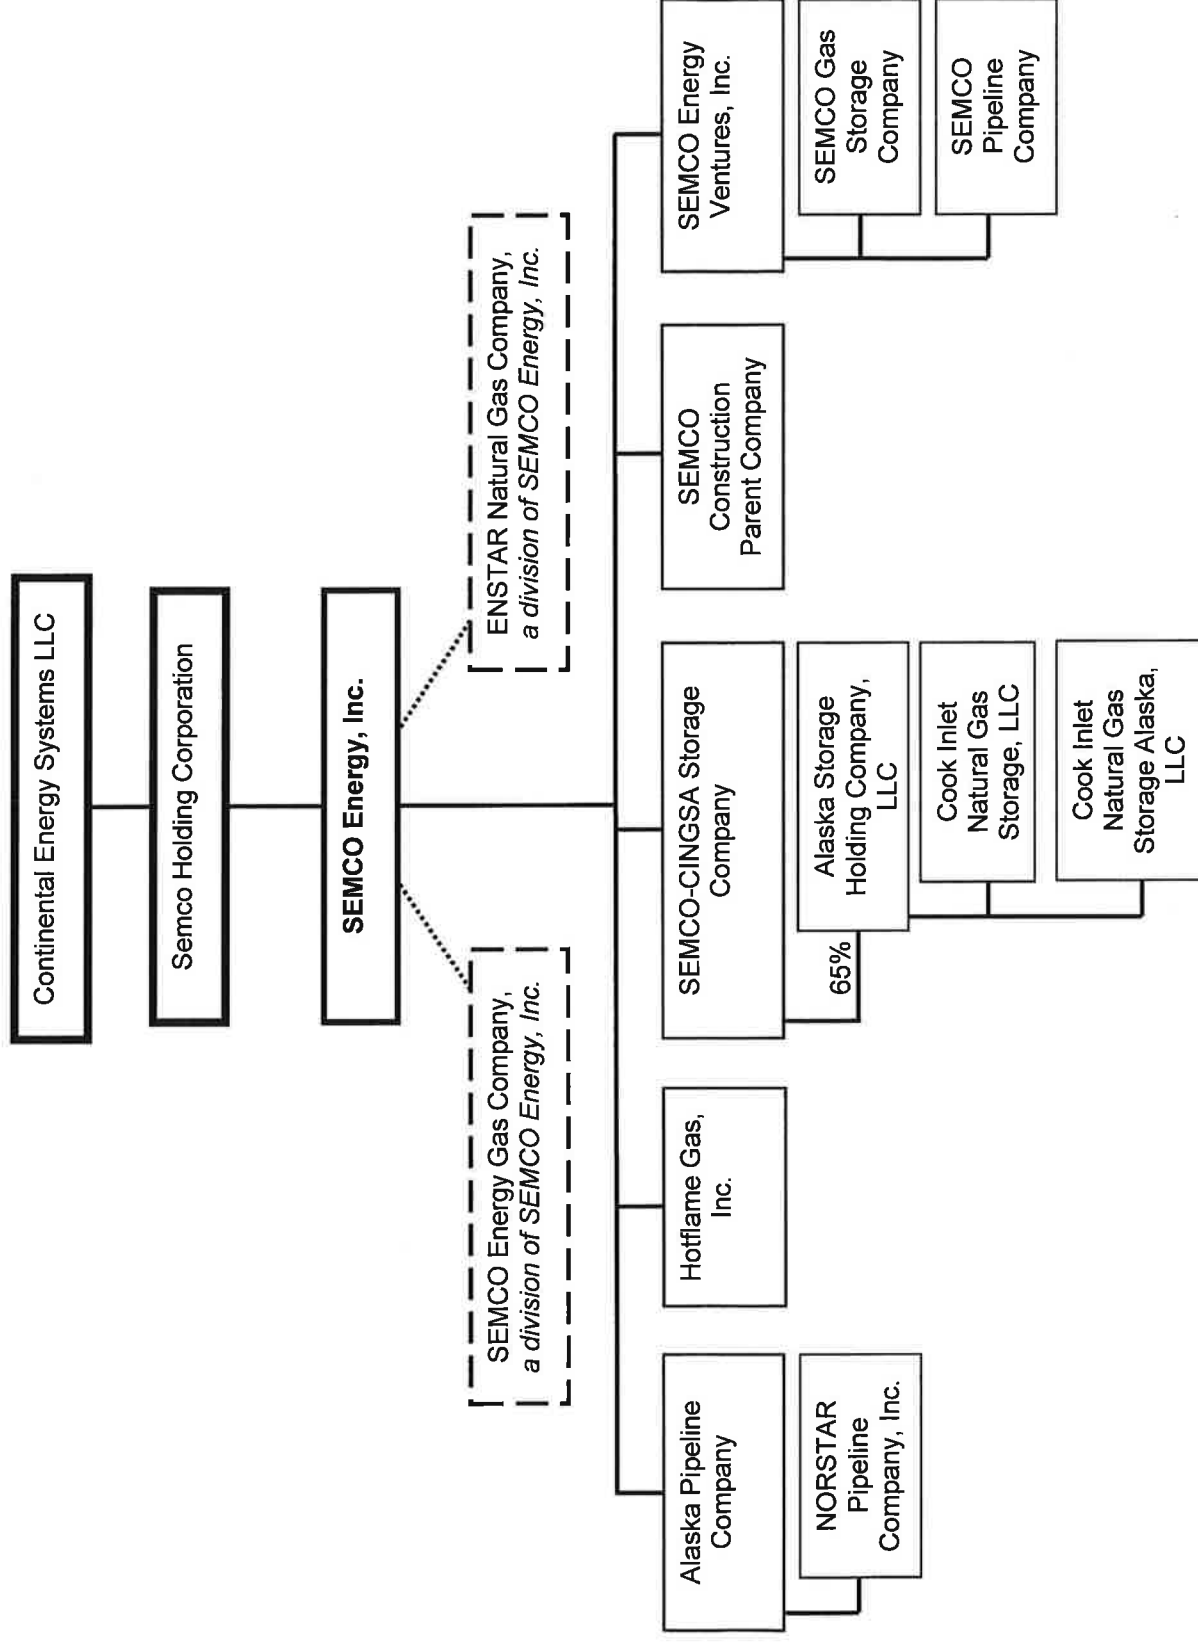 Continental Energy Systems LLC
Semco Holding Corporation
SEMCO Energy, Inc.
SEMCO Energy Gas Company,
a division of SEMCO Energy, Inc.
ENSTAR Natural Gas Company,
a division of SEMCO Energy, Inc.
Alaska Pipeline
Company
NORSTAR
Pipeline
Company, Inc.
Hotflame Gas,
Inc.
SEMCO-CINGSA Storage
Company
65%
Alaska Storage
Holding Company,
LLC
Cook Inlet
Natural Gas
Storage, LLC
Cook Inlet
Natural Gas
Storage Alaska,
LLC
SEMCO
Construction
Parent Company
SEMCO Energy
Ventures, Inc.
SEMCO Gas
Storage
Company
SEMCO
Pipeline
Company